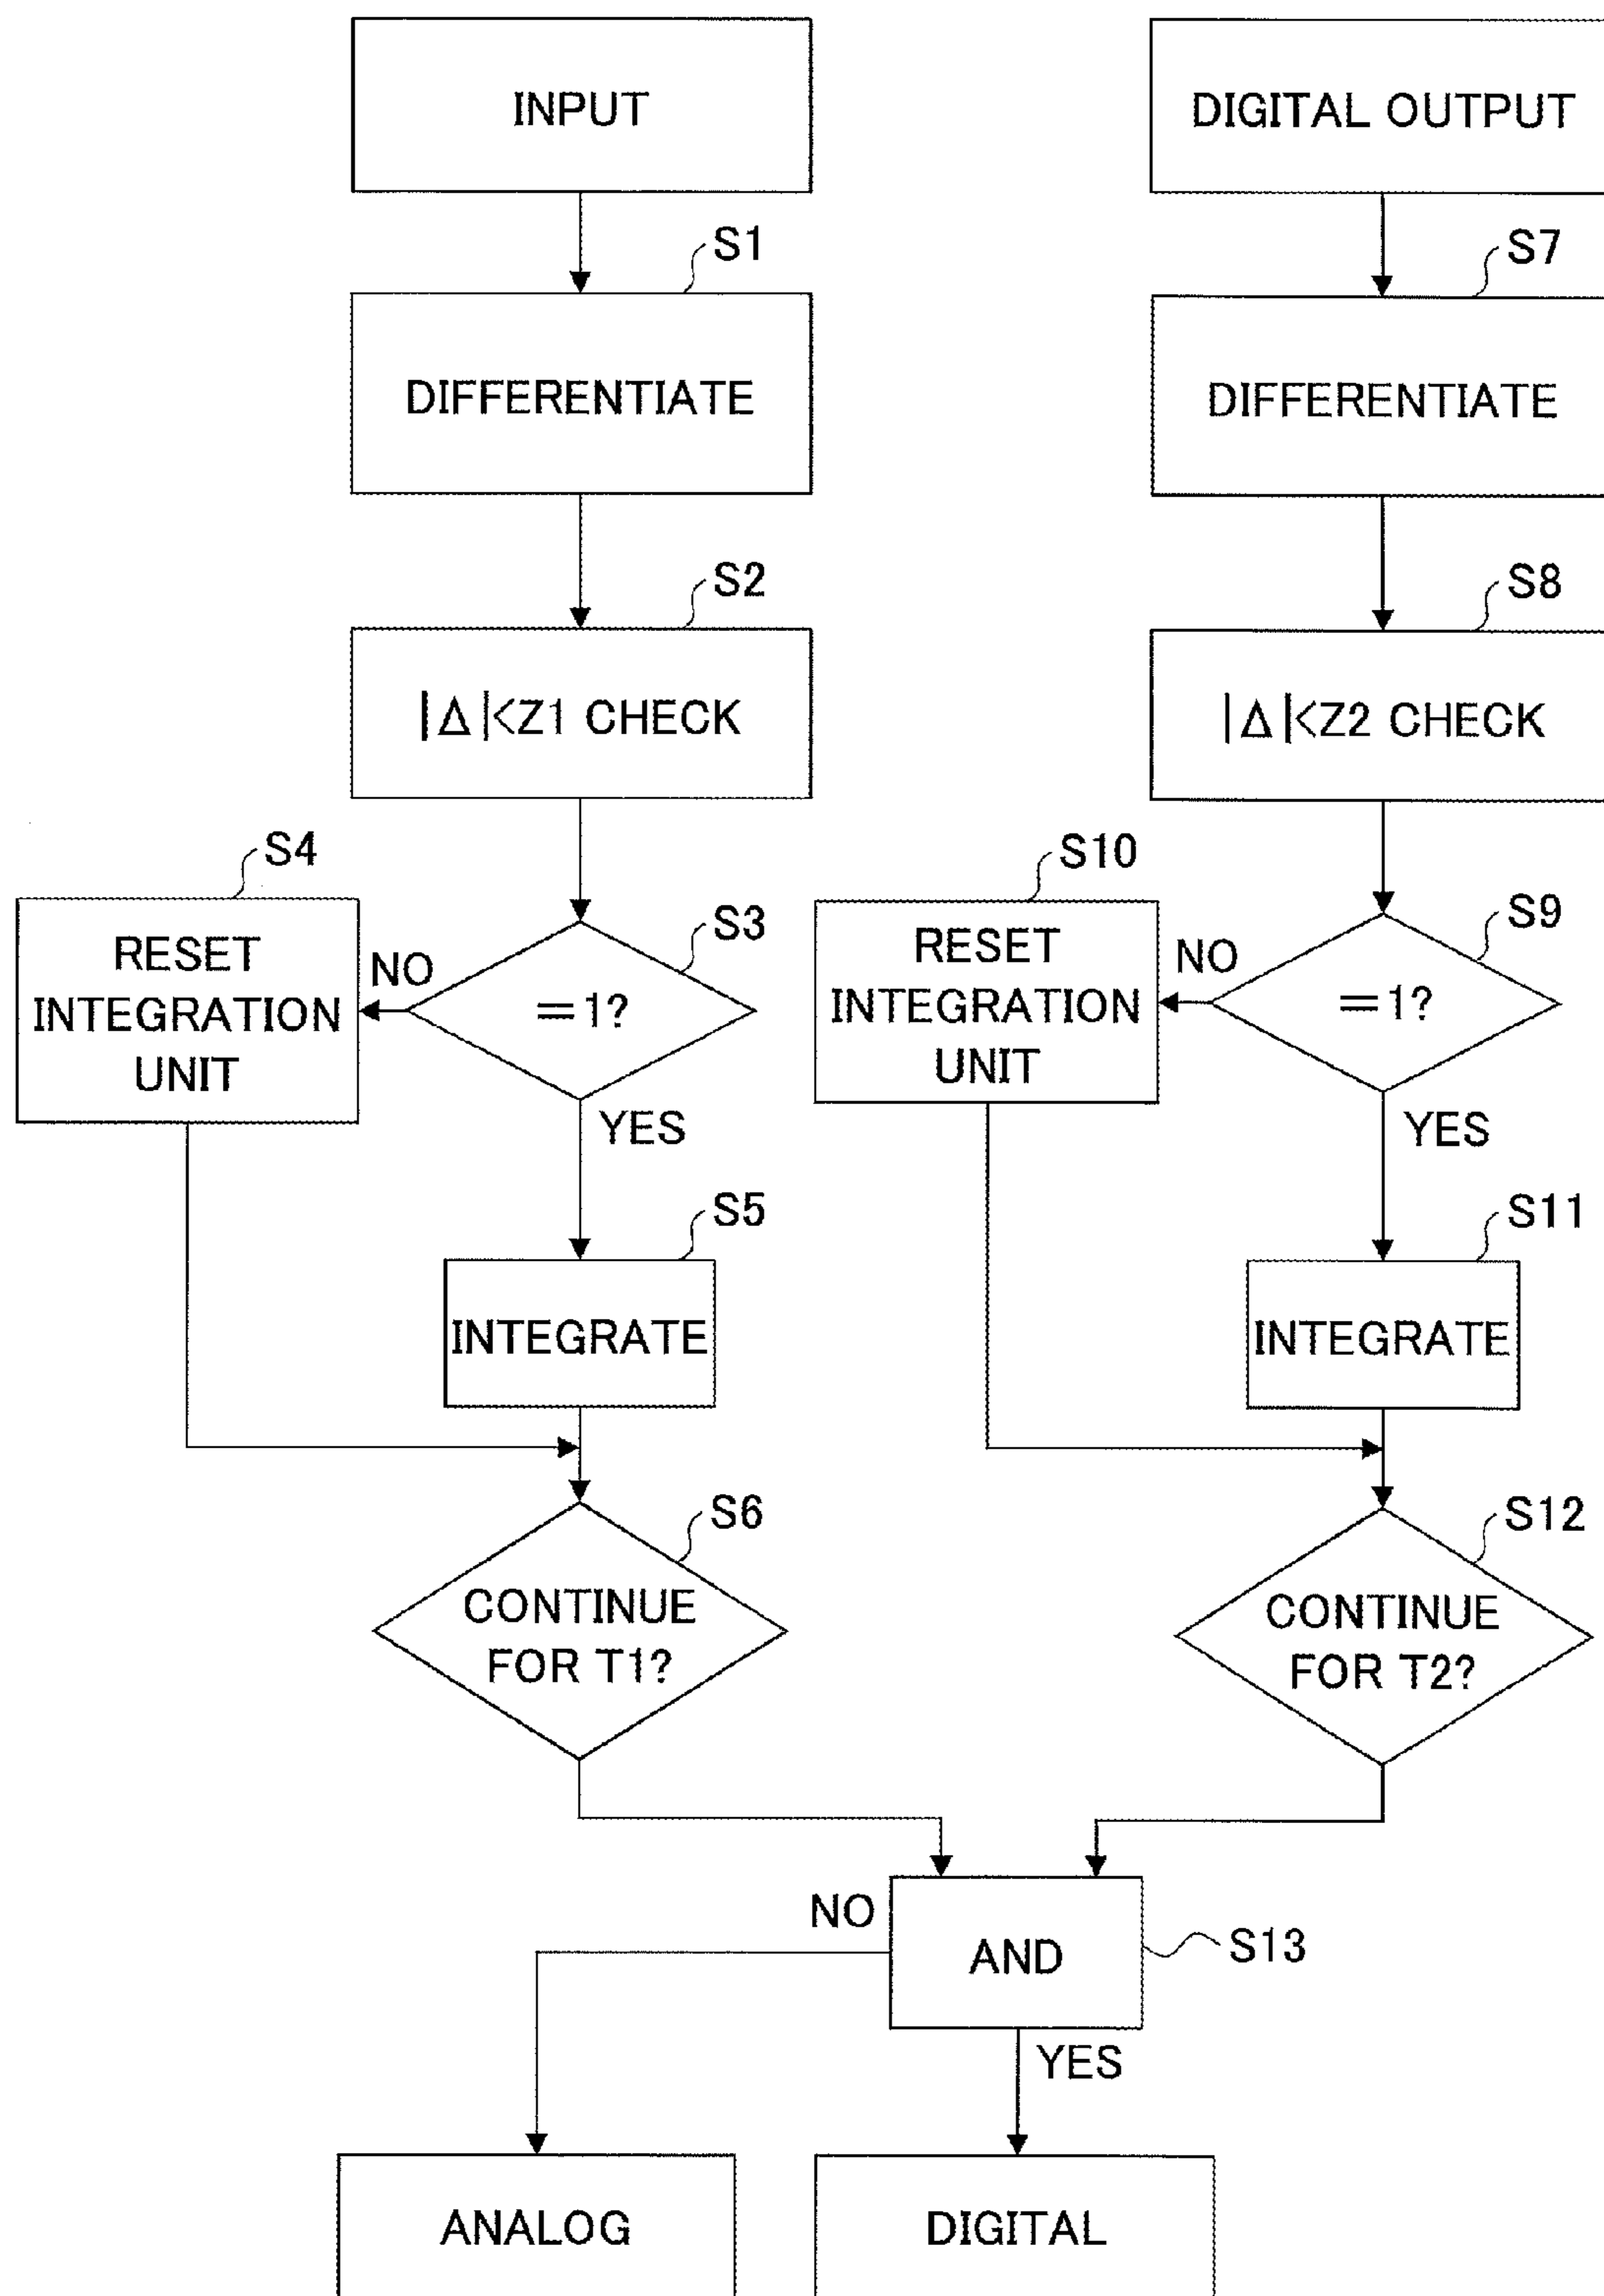 INPUT
DIGITAL OUTPUT
S1
S7
DIFFERENTIATE
DIFFERENTIATE
S2
S8
|Δ|<Z1 CHECK
|Δ|<Z2 CHECK
S4
S10
S3
S9
RESET
INTEGRATION
UNIT
NO
=1?
RESET
INTEGRATION
UNIT
NO
=1?
YES
YES
S5
S11
INTEGRATE
INTEGRATE
S6
S12
CONTINUE
FOR T1?
CONTINUE
FOR T2?
NO
AND
S13
YES
ANALOG
DIGITAL